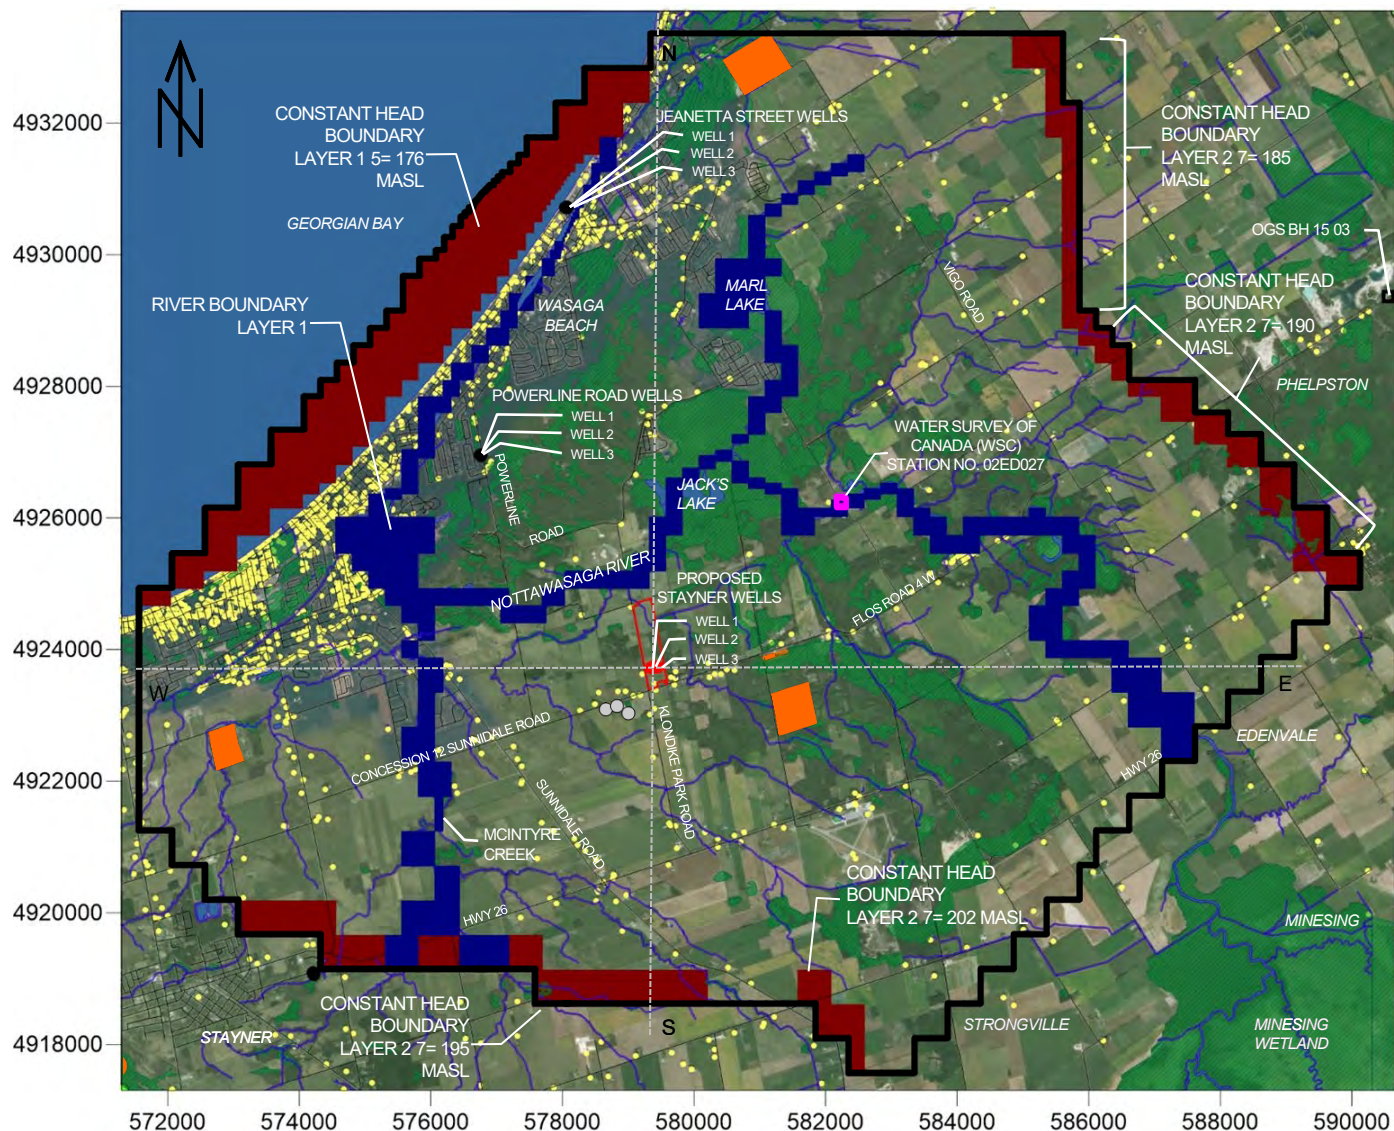 N
N
CONSTANT HEAD
BOUNDARY
LAYER 1 5= 176
MASL
GEORGIAN BAY
RIVER BOUNDARY
LAYER 1
JEANETTA STREET WELLS
WELL 1
WELL 2
WELL 3
CONSTANT HEAD
BOUNDARY
LAYER 2 7= 185
MASL
OGS BH 15 03
CONSTANT HEAD
BOUNDARY
LAYER 2 7= 190
MASL
PHELPSTON
VIGO ROAD
MARL
LAKE
WASAGA
BEACH
POWERLINE ROAD WELLS
WELL 1
WELL 2
WELL 3
POWERLINE
ROAD
WATER SURVEY OF
CANADA (WSC)
STATION NO. 02ED027
JACK'S
LAKE
NOTTAWASAGA RIVER
PROPOSED
STAYNER WELLS
WELL 1
WELL 2
WELL 3
FLOS ROAD 4 W
W
E
EDENVALE
HWY 26
CONCESSION 12 SUNNIDALE ROAD
KLONDIKE PARK ROAD
SUNNIDALE ROAD
MCINTYRE
CREEK
HWY 26
CONSTANT HEAD
BOUNDARY
LAYER 2 7= 202 MASL
MINESING
CONSTANT HEAD
BOUNDARY
LAYER 2 7= 195
MASL
S
STAYNER
STRONGVILLE
MINESING
WETLAND
4932000
4930000
4928000
4926000
4924000
4922000
4920000
4918000
572000
574000
576000
578000
580000
582000
584000
586000
588000
590000